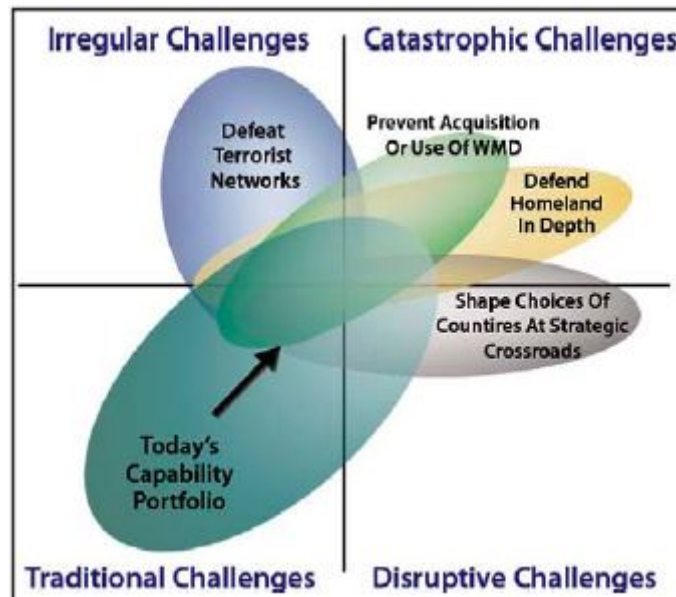 Irregular Challenges
Catastrophic Challenges
Defeat
Terrorist
Networks
Prevent Acquisition
Or Use Of WMD
Defend
Homeland
In Depth
Shape Choices Of
Countires At Strategic
Crossroads
Today's
Capability
Portfolio
Traditional Challenges
Disruptive Challenges